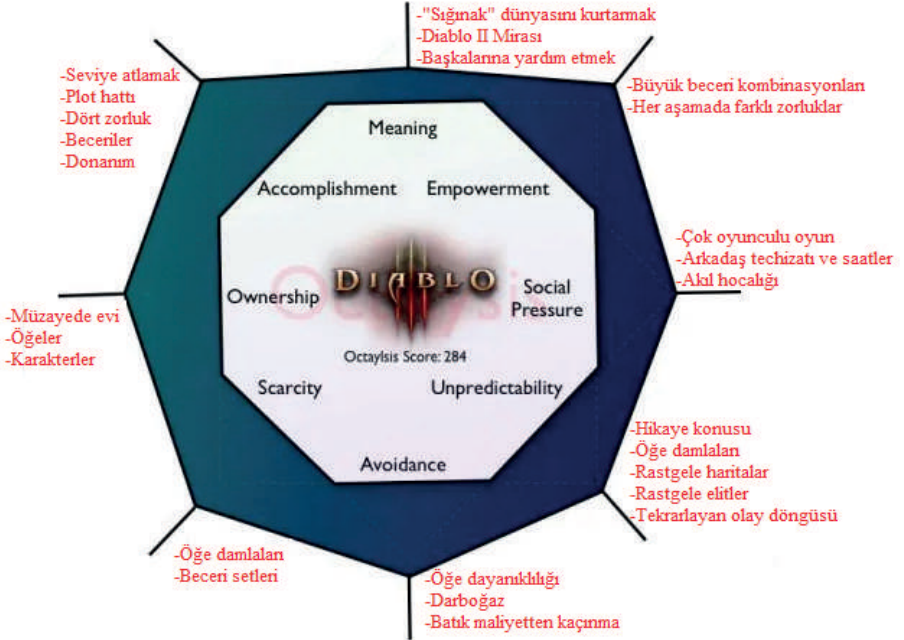 -"Sığınak" dünyasını kurtarmak
-Diablo II Mirası
-Başkalarına yardım etmek
-Seviye atlamak
-Plot hattı
-Dört zorluk
-Beceriler
-Donanım
-Büyük beceri kombinasyonları
-Her aşamada farklı zorluklar
Meaning
Accomplishment
Empowerment
-Çok oyunculu oyun
-Arkadaş techizatı ve saatler
-Akıl hocalığı
DIABLO
Octalysis
Ownership
Social
Pressure
-Müzayede evi
-Öğeler
-Karakterler
Octaylsis Score: 284
Scarcity
Unpredictability
Avoidance
-Hikaye konusu
-Öğe damlaları
-Rastgele haritalar
-Rastgele elitler
-Tekrarlayan olay döngüsü
-Öğe damlaları
-Beceri setleri
-Öğe dayanıklılığı
-Darboğaz
-Batık maliyetten kaçınma